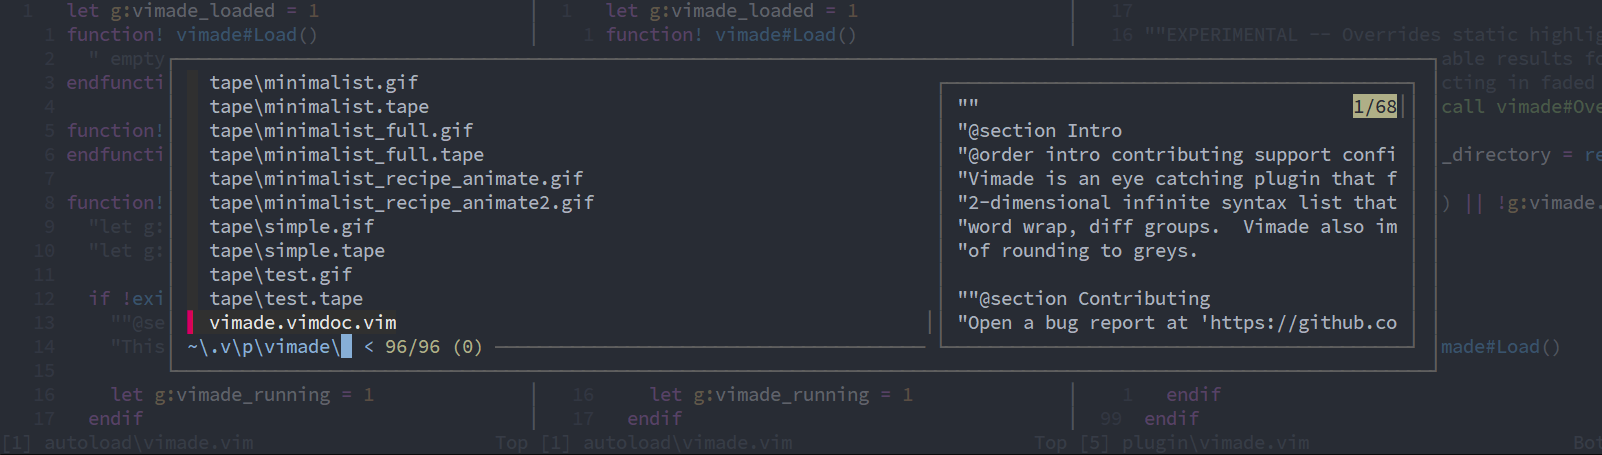 1 let g:vimade_loaded = 1
1 function! vimade#Load()
2 " empty
3 endfuncti
4
5 function!
6 endfuncti
7
8 function!
9 "let g:
10 "let g:
11
12 if !exi
13 ""@se
14 "This
15
16 let g:vimade_running = 1
17 endif
[1] autoload\vimade.vim Top
tape\minimalist.gif
tape\minimalist.tape
tape\minimalist_full.gif
tape\minimalist_full.tape
tape\minimalist_recipe_animate.gif
tape\minimalist_recipe_animate2.gif
tape\simple.gif
tape\simple.tape
tape\test.gif
tape\test.tape
vimade.vimdoc.vim
~\.v\p\vimade\ < 96/96 (0)
"" 1/68
"@section Intro
"@order intro contributing support confi
"Vimade is an eye catching plugin that f
"2-dimensional infinite syntax list that
"word wrap, diff groups.  Vimade also im
"of rounding to greys.
""@section Contributing
"Open a bug report at 'https://github.co
1 let g:vimade_loaded = 1
1 function! vimade#Load()
16 let g:vimade_running = 1
17 endif
[1] autoload\vimade.vim Top
17
16 ""EXPERIMENTAL -- Overrides static highlig
able results fo
cting in faded
call vimade#Ove
_directory = re
) || !g:vimade.
made#Load()
1 endif
99 endif
[5] plugin\vimade.vim Bot